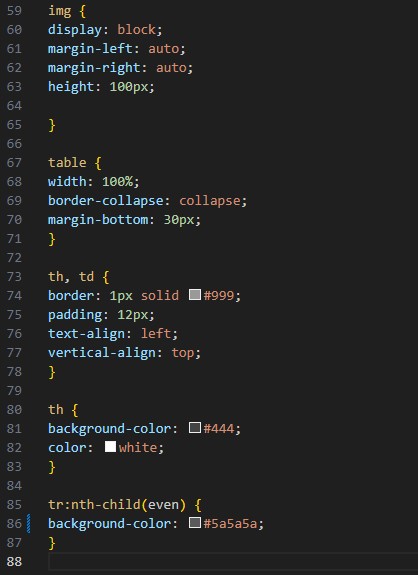 59 img {
60 display: block;
61 margin-left: auto;
62 margin-right: auto;
63 height: 100px;
64
65 }
66
67 table {
68 width: 100%;
69 border-collapse: collapse;
70 margin-bottom: 30px;
71 }
72
73 th, td {
74 border: 1px solid #999;
75 padding: 12px;
76 text-align: left;
77 vertical-align: top;
78 }
79
80 th {
81 background-color: #444;
82 color: white;
83 }
84
85 tr:nth-child(even) {
86 background-color: #5a5a5a;
87 }
88